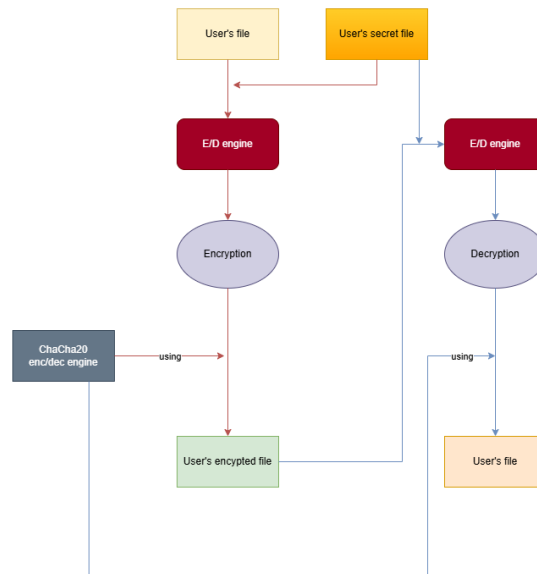 User's file
User's secret file
E/D engine
E/D engine
Encryption
Decryption
ChaCha20
enc/dec engine
using
using
User's encypted file
User's file